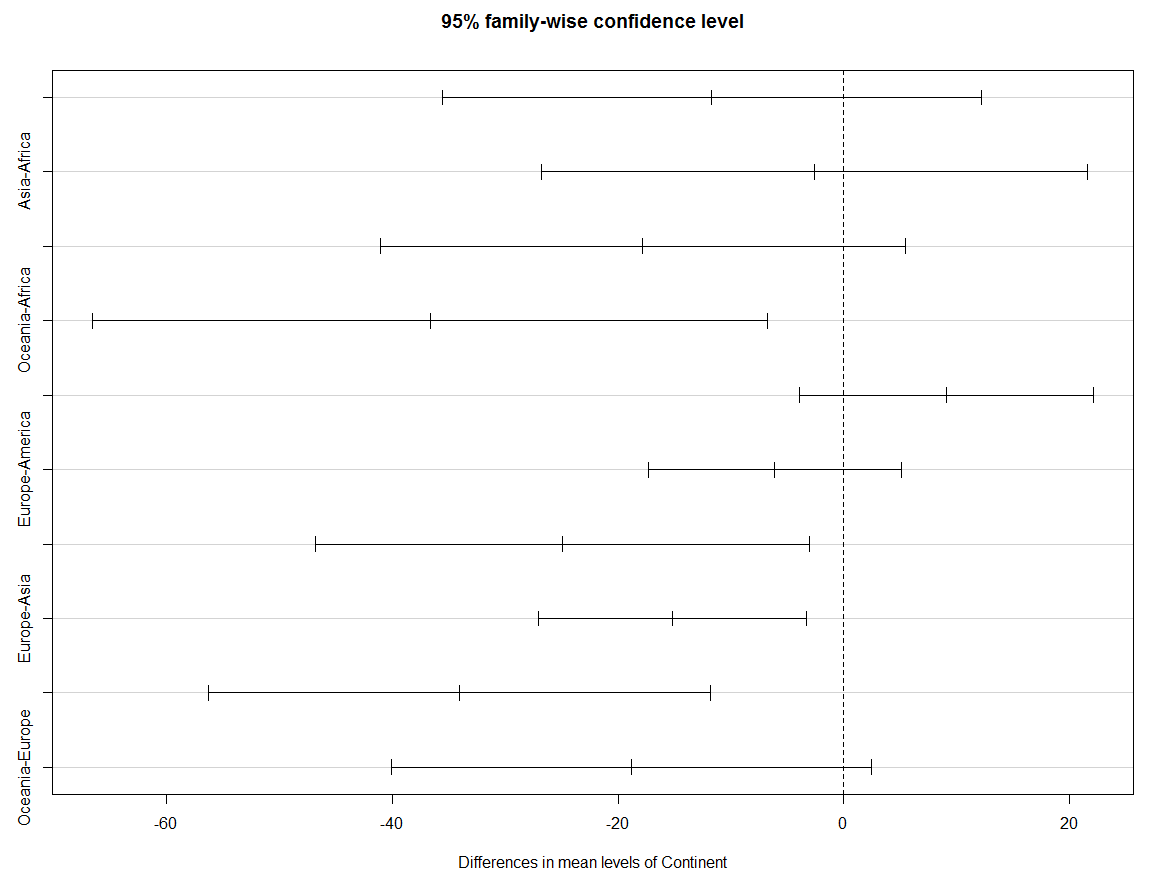 95% family-wise confidence level
Asia-Africa
Oceania-Africa
Europe-America
Europe-Asia
Oceania-Europe
-60 -40 -20 0 20
Differences in mean levels of Continent